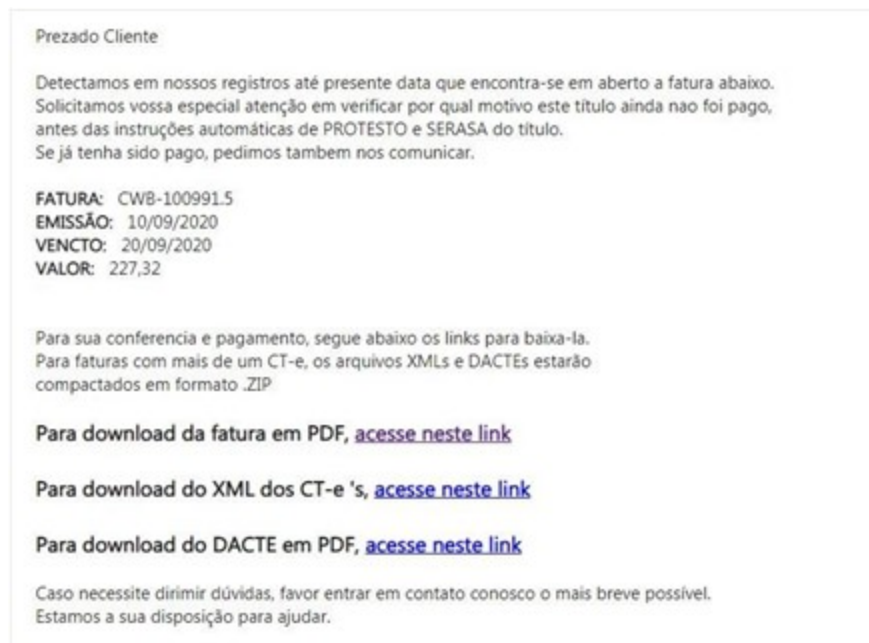 Prezado Cliente
Detectamos em nossos registros até presente data que encontra-se em aberto a fatura abaixo.
Solicitamos vossa especial atenção em verificar por qual motivo este título ainda nao foi pago,
antes das instruções automáticas de PROTESTO e SERASA do título.
Se já tenha sido pago, pedimos tambem nos comunicar.
FATURA: CWB-100991.5
EMISSÃO: 10/09/2020
VENCTO: 20/09/2020
VALOR: 227,32
Para sua conferencia e pagamento, segue abaixo os links para baixa-la.
Para faturas com mais de um CT-e, os arquivos XMLs e DACTEs estarão
compactados em formato .ZIP
Para download da fatura em PDF, acesse neste link
Para download do XML dos CT-e 's, acesse neste link
Para download do DACTE em PDF, acesse neste link
Caso necessite dirimir dúvidas, favor entrar em contato conosco o mais breve possível.
Estamos a sua disposição para ajudar.